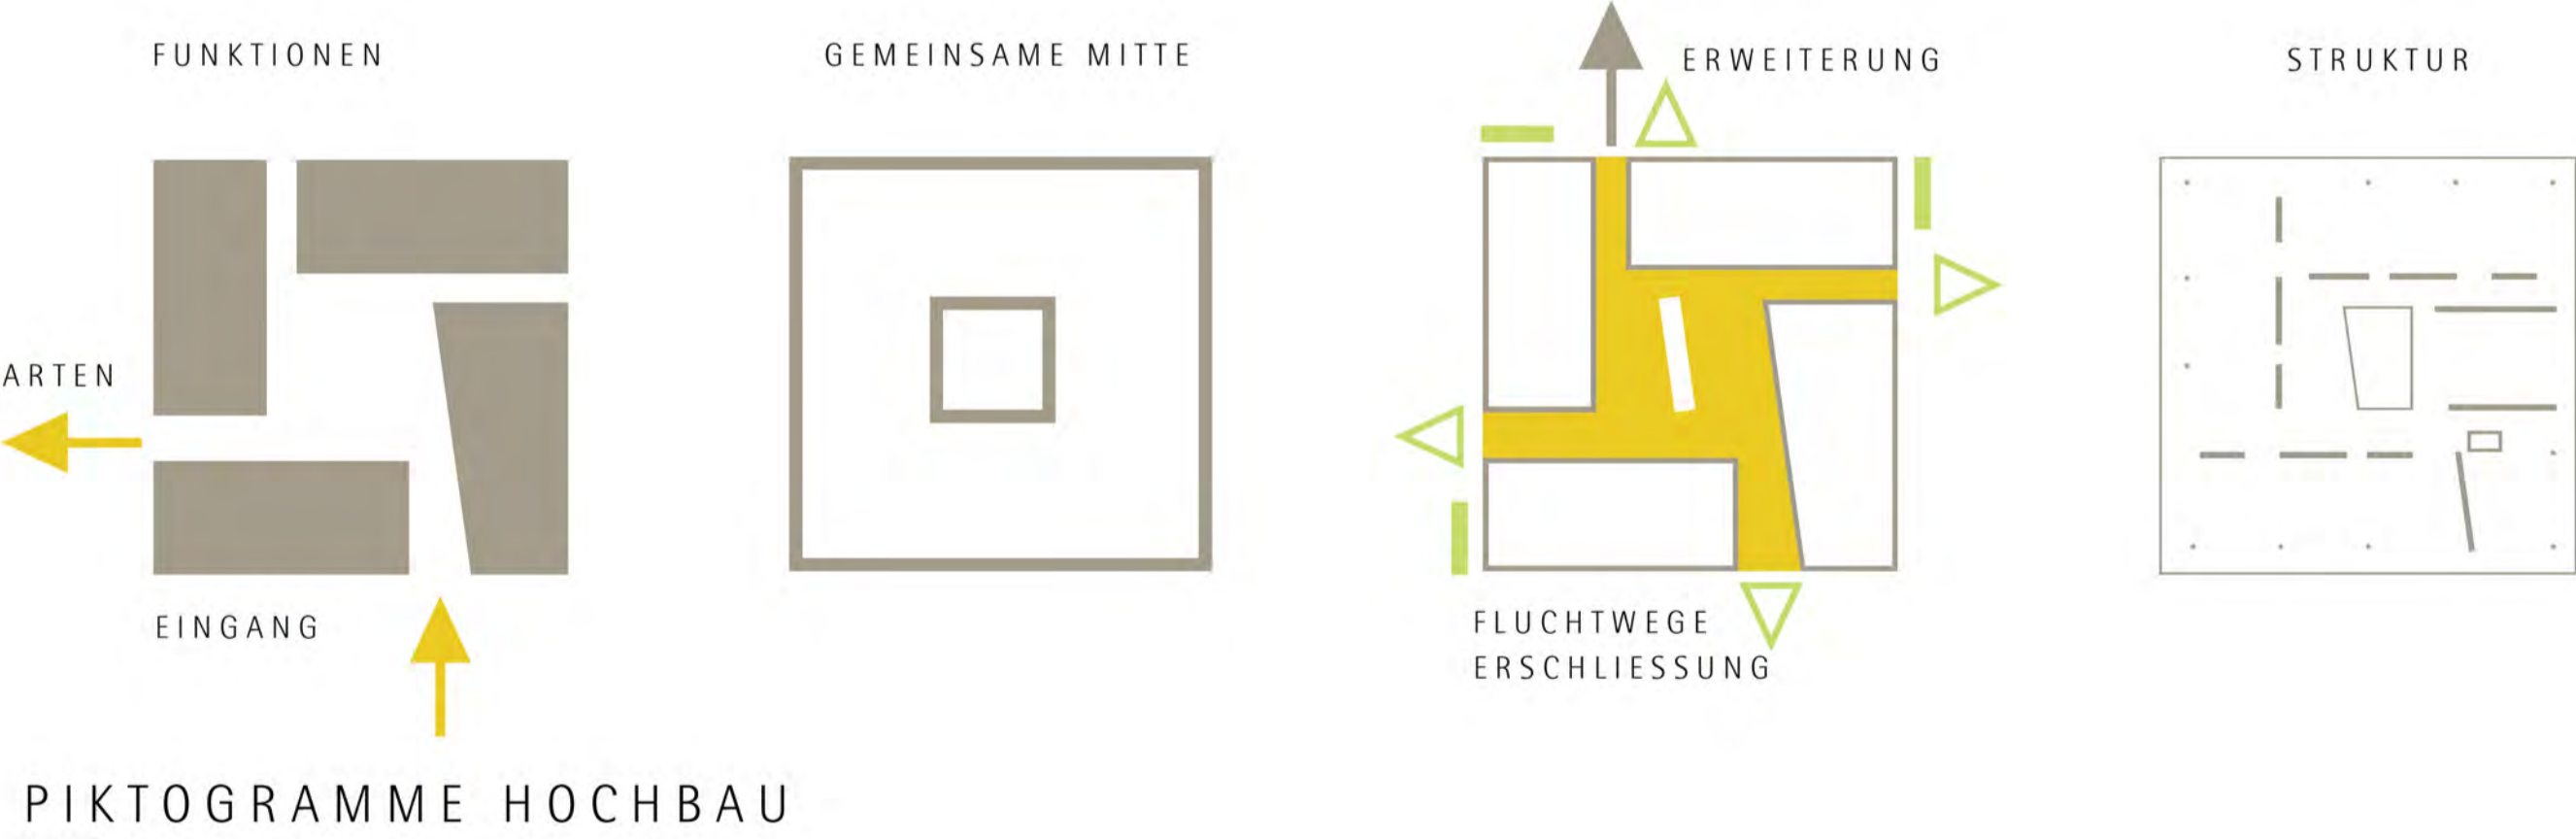 FUNKTIONEN
GEMEINSAME MITTE
ERWEITERUNG
STRUKTUR
ARTEN
EINGANG
FLUCHTWEGE
ERSCHLIESSUNG
PIKTOGRAMME HOCHBAU